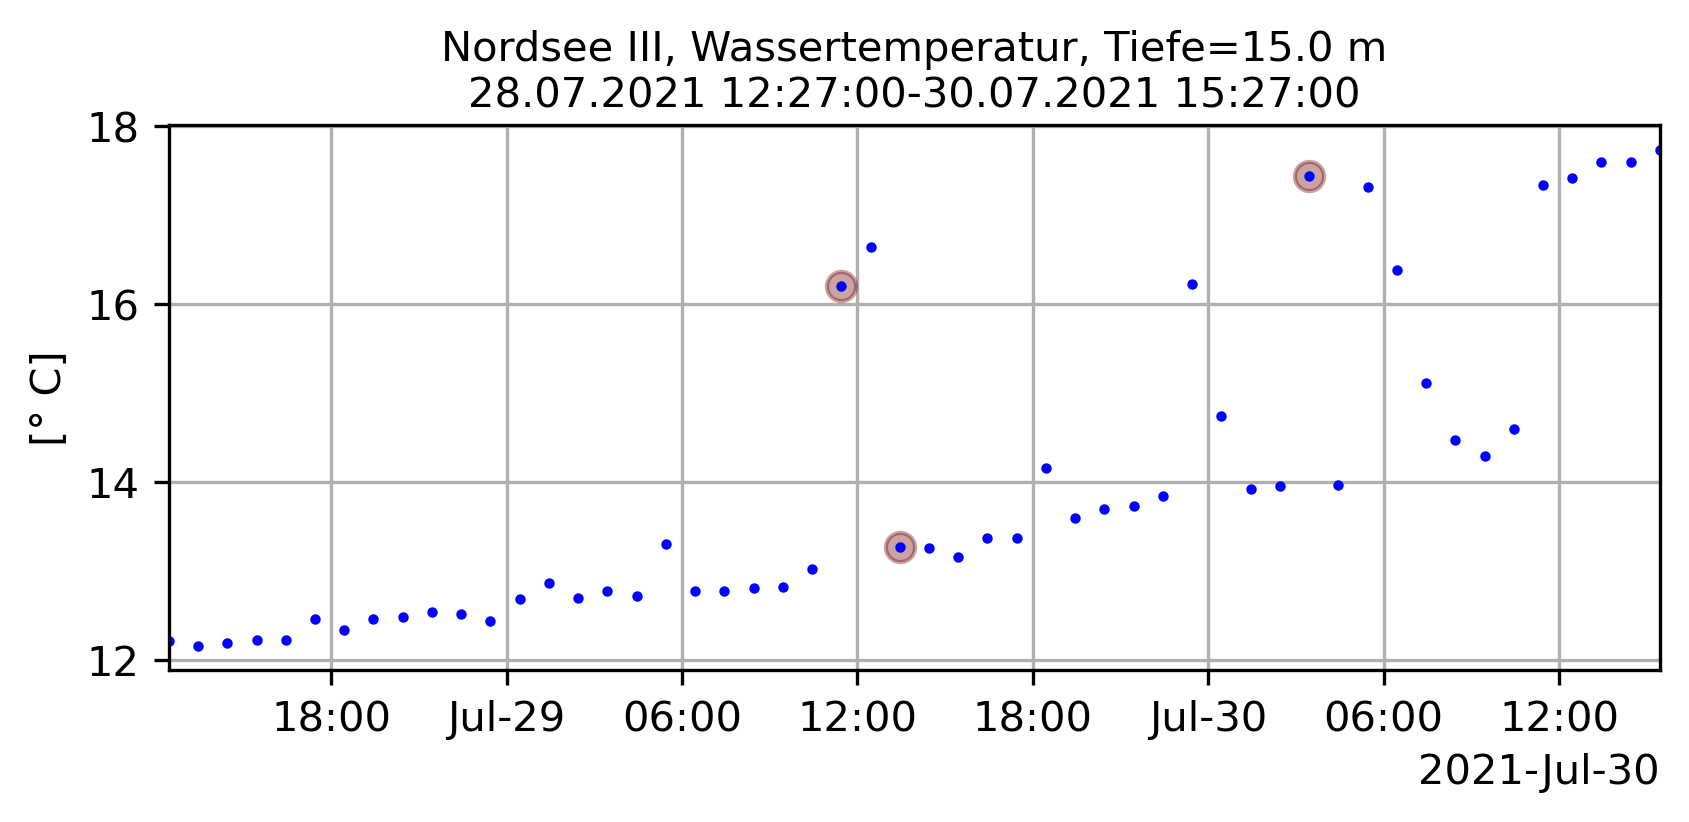 Nordsee III, Wassertemperatur, Tiefe=15.0 m
28.07.2021 12:27:00-30.07.2021 15:27:00
18
16
14
12
[° C]
18:00 Jul-29 06:00 12:00 18:00 Jul-30 06:00 12:00
2021-Jul-30